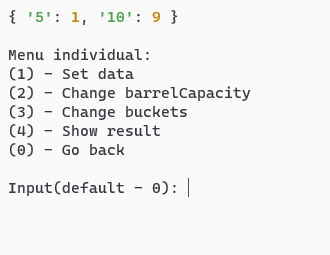 { '5': 1, '10': 9 }
Menu individual:
(1) - Set data
(2) - Change barrelCapacity
(3) - Change buckets
(4) - Show result
(0) - Go back
Input(default - 0):